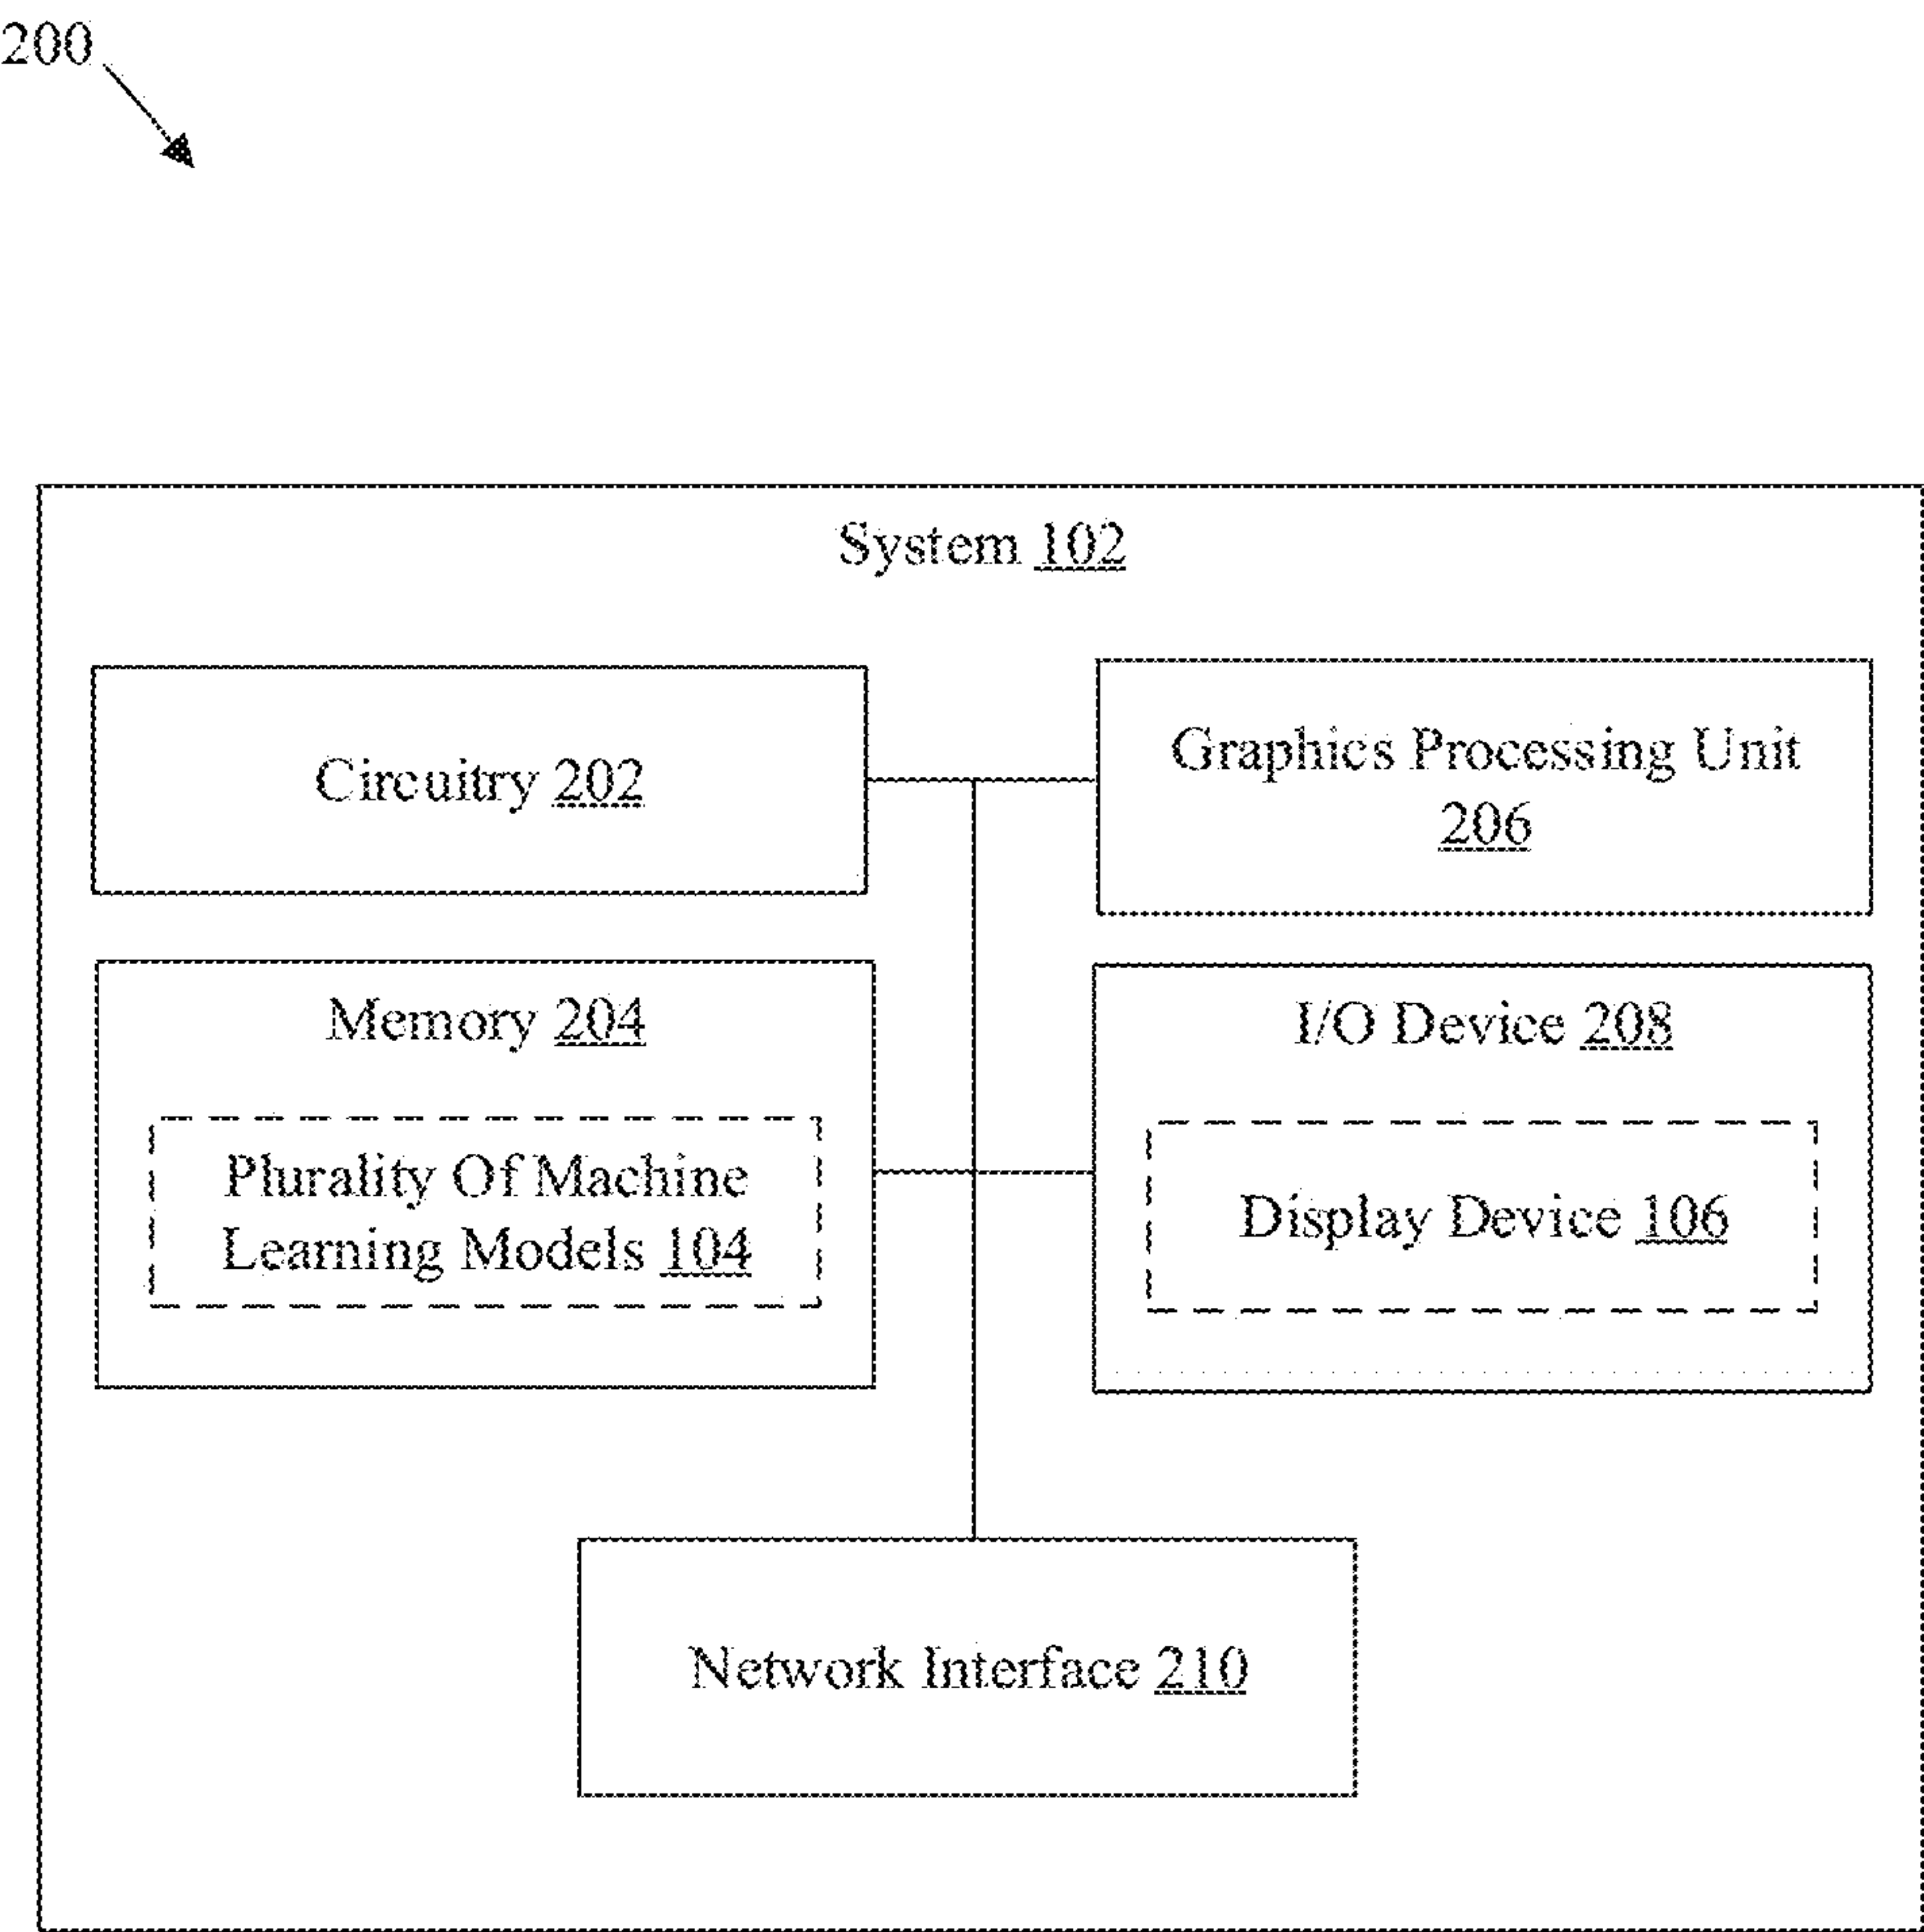 200
System 102
Circuitry 202
Graphics Processing Unit
206
Memory 204
Plurality Of Machine
Learning Models 104
I/O Device 208
Display Device 106
Network Interface 210